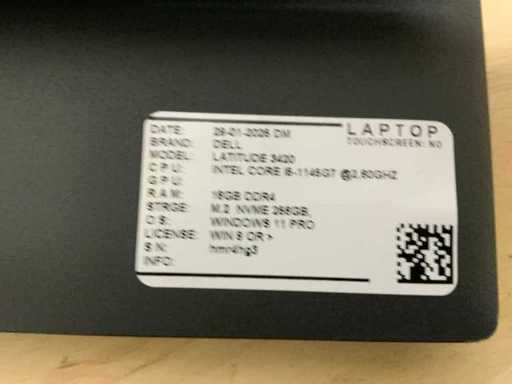 LAPTOP
TOUCHSCREEN: NO
DATE: 29-01-2026 DM
BRAND: DELL
MODEL: LATITUDE 3420
CPU: INTEL CORE I5-1145G7 @2.60GHZ
GPU:
RAM: 16GB DDR4
STRGE: M.2 NVME 256GB,
OS: WINDOWS 11 PRO
LICENSE: WIN 8 OR >
SN: hmr4hg3
INFO: